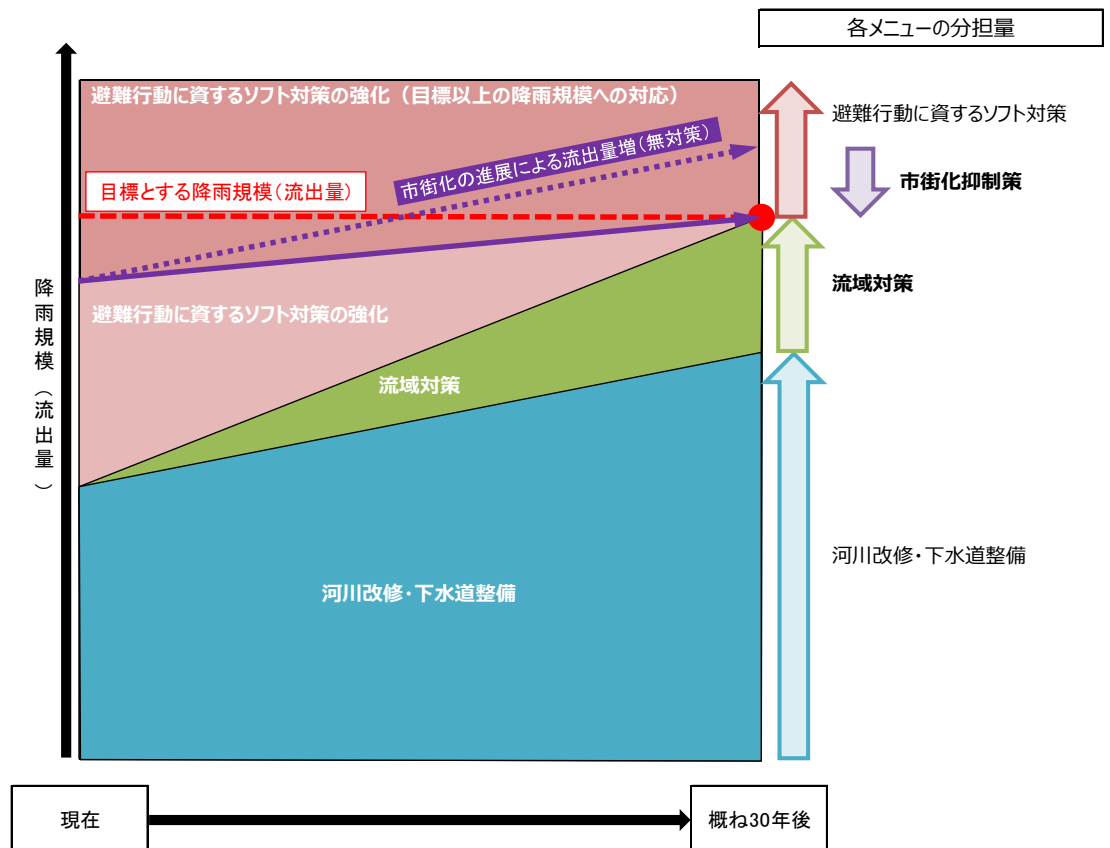 各メニューの分担量
避難行動に資するソフト対策の強化（目標以上の降雨規模への対応）
避難行動に資するソフト対策
市街化の進展による流出量増（無対策）
市街化抑制策
目標とする降雨規模（流出量）
流域対策
降雨規模（流出量）
避難行動に資するソフト対策の強化
流域対策
河川改修・下水道整備
河川改修・下水道整備
現在
概ね30年後